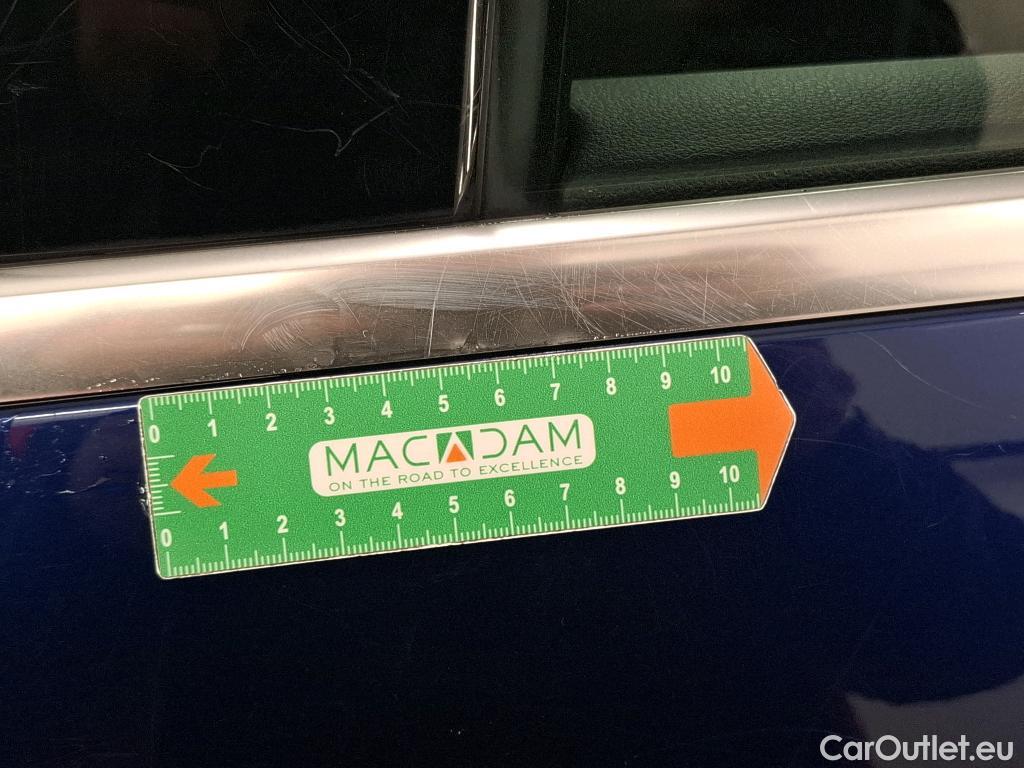 0 1 2 3 4 5 6 7 8 9 10
MACADAM
ON THE ROAD TO EXCELLENCE
0 1 2 3 4 5 6 7 8 9 10
CarOutlet.eu